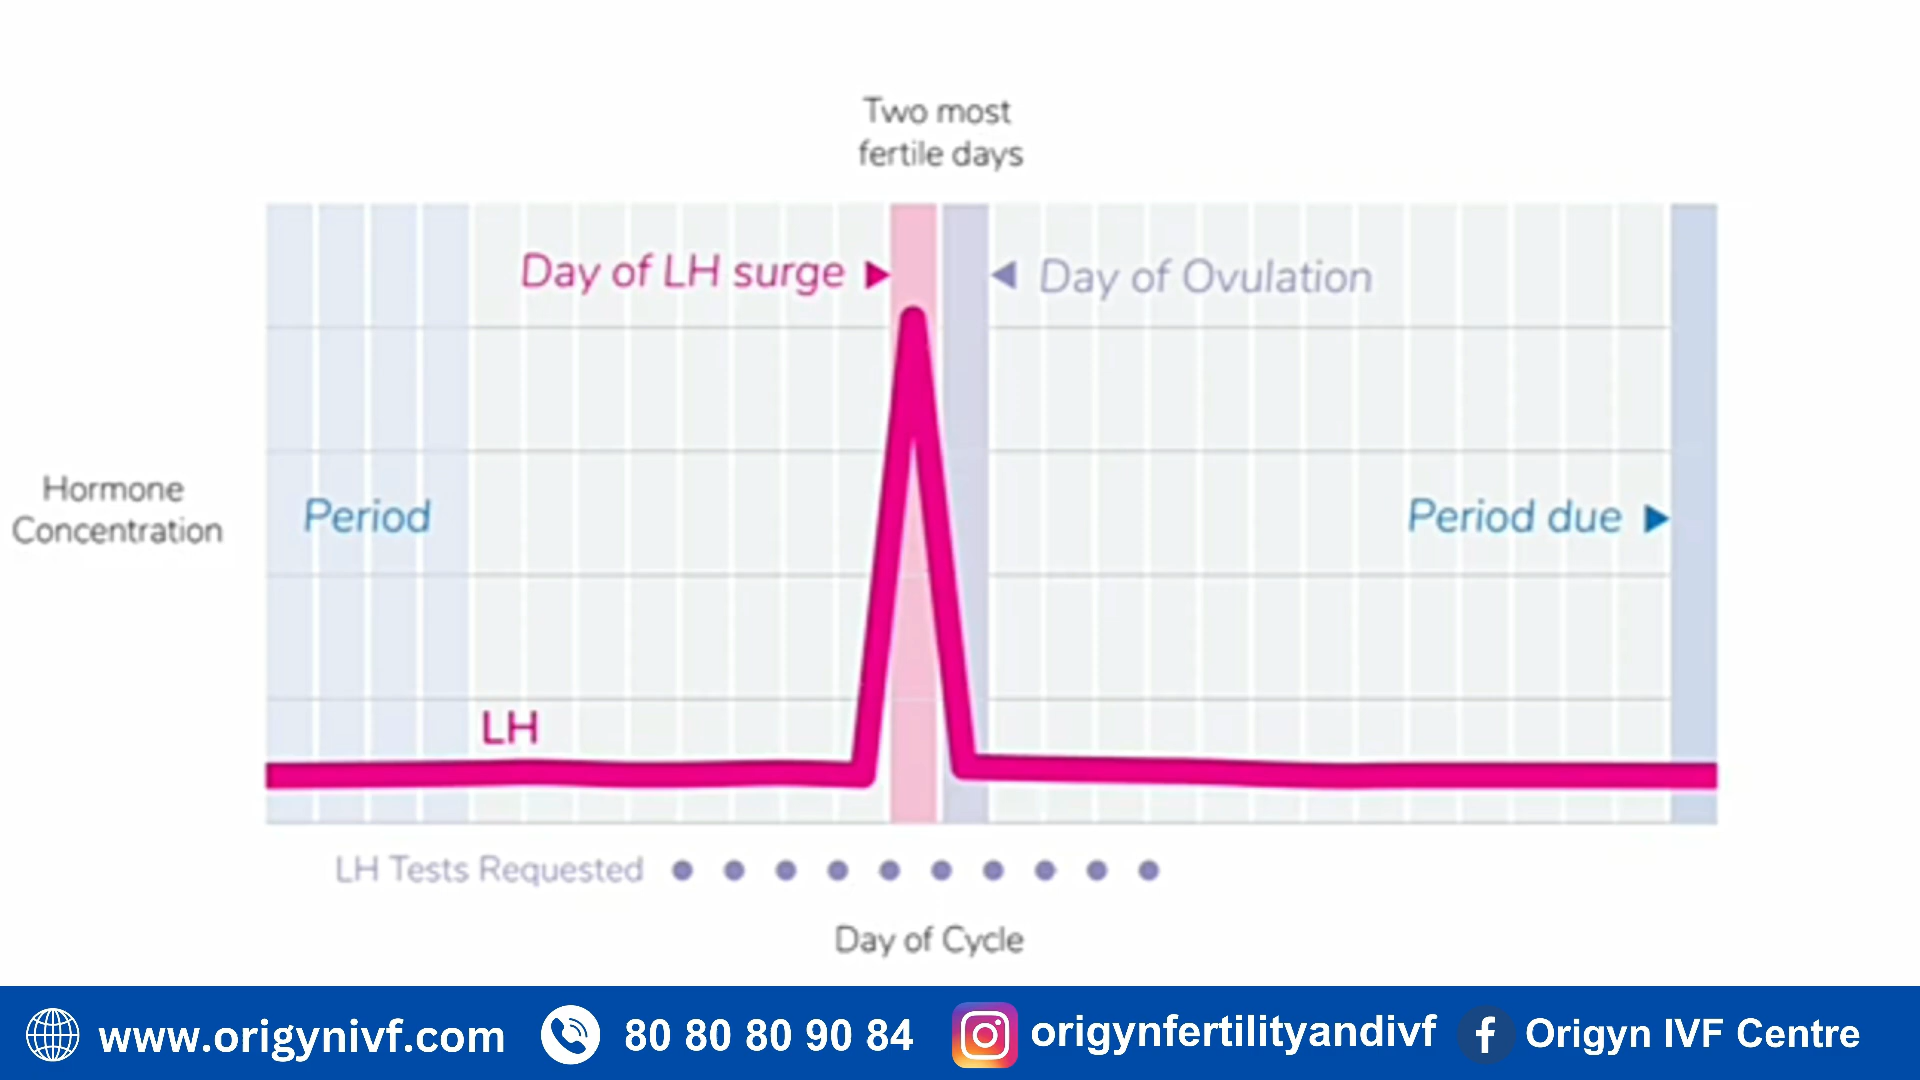 Two most
fertile days
Day of LH surge
Day of Ovulation
Hormone
Concentration
Period
Period due
LH
LH Tests Requested
Day of Cycle
www.origynivf.com 80 80 80 90 84 origynfertilityandivf Origyn IVF Centre